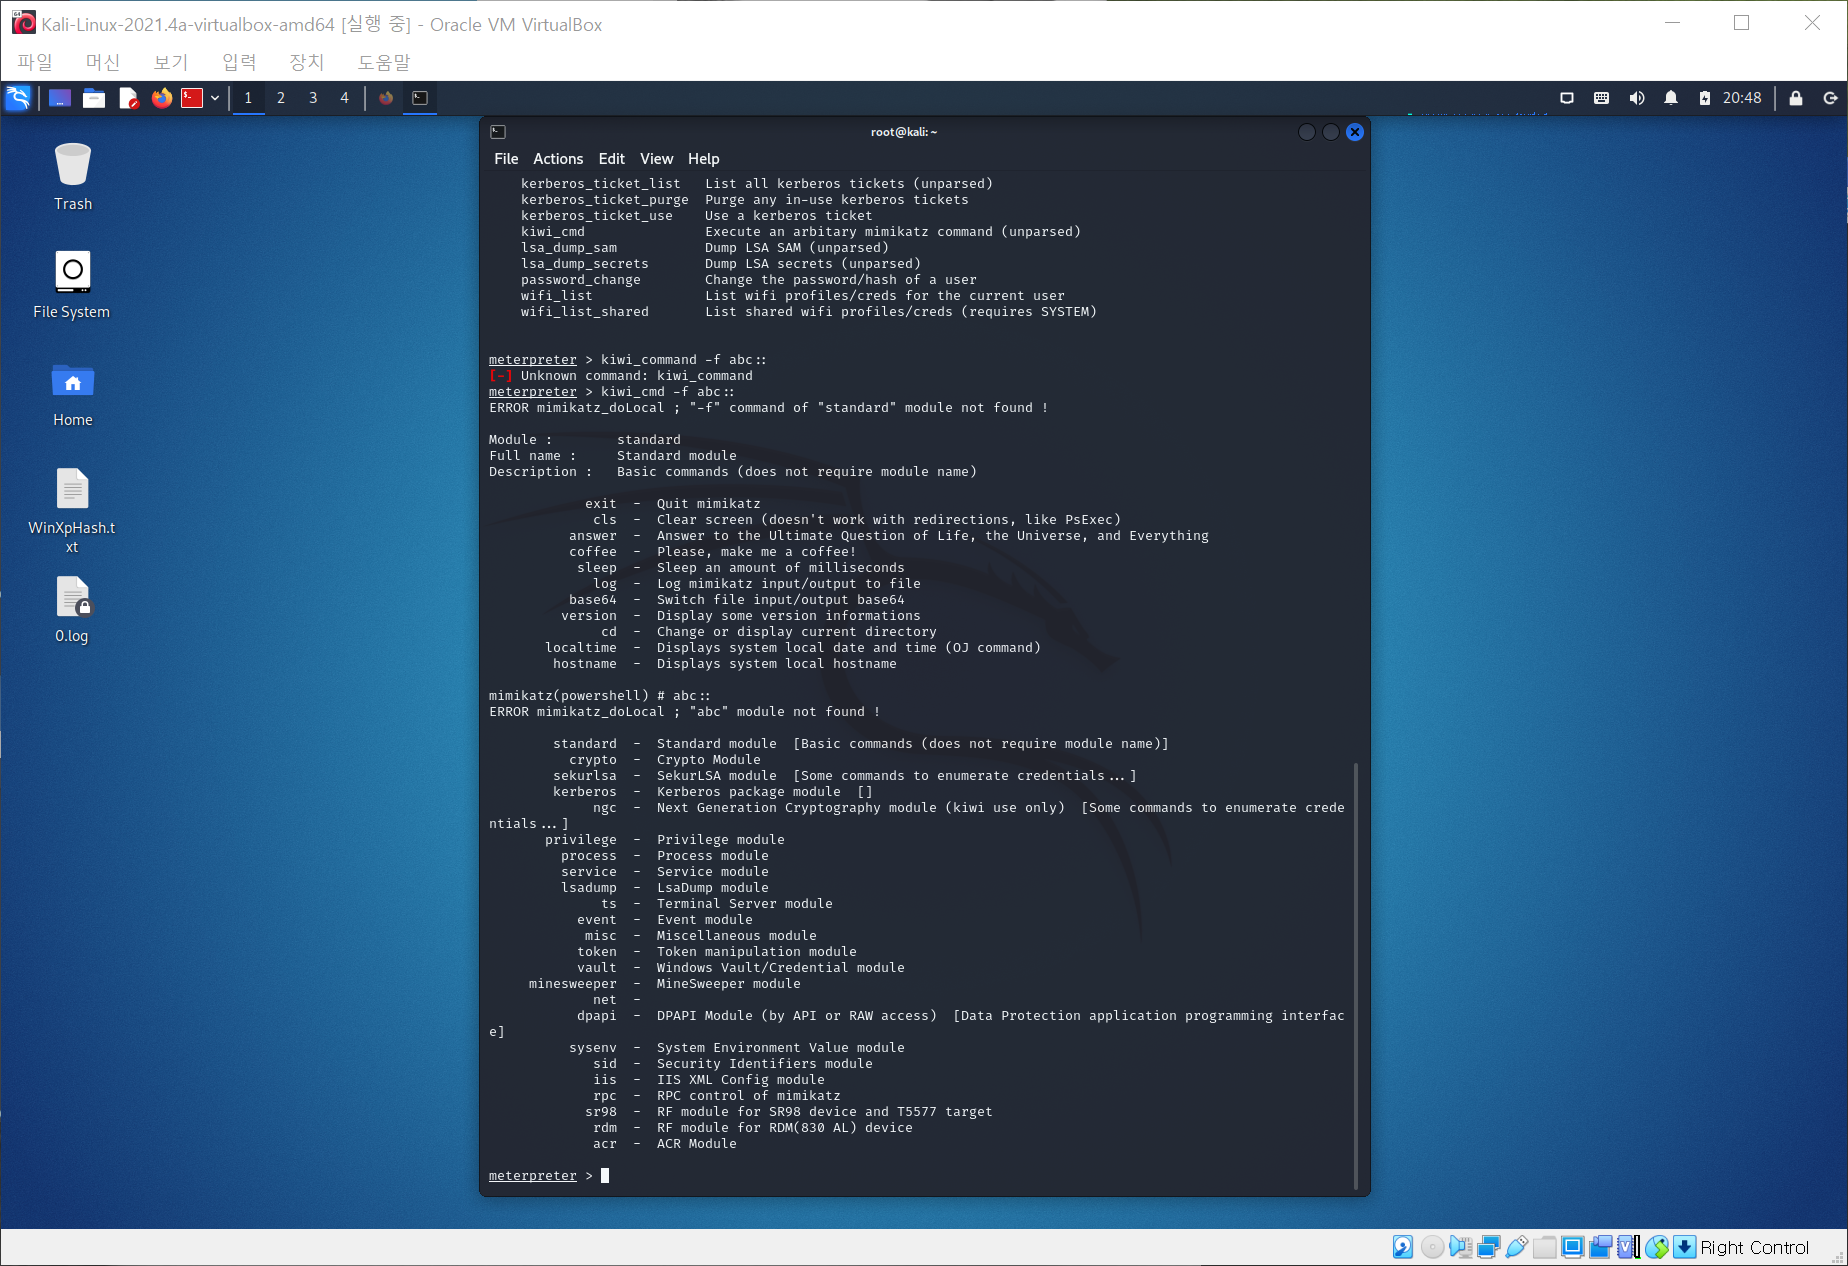 Kali-Linux-2021.4a-virtualbox-amd64 [실행 중] - Oracle VM VirtualBox
파일 머신 보기 입력 장치 도움말
1 2 3 4 20:48
Trash
File System
Home
WinXpHash.t
xt
0.log
root@kali: ~
File Actions Edit View Help
kerberos_ticket_list List all kerberos tickets (unparsed)
kerberos_ticket_purge Purge any in-use kerberos tickets
kerberos_ticket_use Use a kerberos ticket
kiwi_cmd Execute an arbitary mimikatz command (unparsed)
lsa_dump_sam Dump LSA SAM (unparsed)
lsa_dump_secrets Dump LSA secrets (unparsed)
password_change Change the password/hash of a user
wifi_list List wifi profiles/creds for the current user
wifi_list_shared List shared wifi profiles/creds (requires SYSTEM)
meterpreter > kiwi_command -f abc::
[-] Unknown command: kiwi_command
meterpreter > kiwi_cmd -f abc::
ERROR mimikatz_doLocal ; "-f" command of "standard" module not found !
Module : standard
Full name : Standard module
Description : Basic commands (does not require module name)
exit - Quit mimikatz
cls - Clear screen (doesn't work with redirections, like PsExec)
answer - Answer to the Ultimate Question of Life, the Universe, and Everything
coffee - Please, make me a coffee!
sleep - Sleep an amount of milliseconds
log - Log mimikatz input/output to file
base64 - Switch file input/output base64
version - Display some version informations
cd - Change or display current directory
localtime - Displays system local date and time (OJ command)
hostname - Displays system local hostname
mimikatz(powershell) # abc::
ERROR mimikatz_doLocal ; "abc" module not found !
standard - Standard module [Basic commands (does not require module name)]
crypto - Crypto Module
sekurlsa - SekurLSA module [Some commands to enumerate credentials...]
kerberos - Kerberos package module []
ngc - Next Generation Cryptography module (kiwi use only) [Some commands to enumerate crede
ntials...]
privilege - Privilege module
process - Process module
service - Service module
lsadump - LsaDump module
ts - Terminal Server module
event - Event module
misc - Miscellaneous module
token - Token manipulation module
vault - Windows Vault/Credential module
minesweeper - MineSweeper module
net -
dpapi - DPAPI Module (by API or RAW access) [Data Protection application programming interfac
e]
sysenv - System Environment Value module
sid - Security Identifiers module
iis - IIS XML Config module
rpc - RPC control of mimikatz
sr98 - RF module for SR98 device and T5577 target
rdm - RF module for RDM(830 AL) device
acr - ACR Module
meterpreter >
Right Control